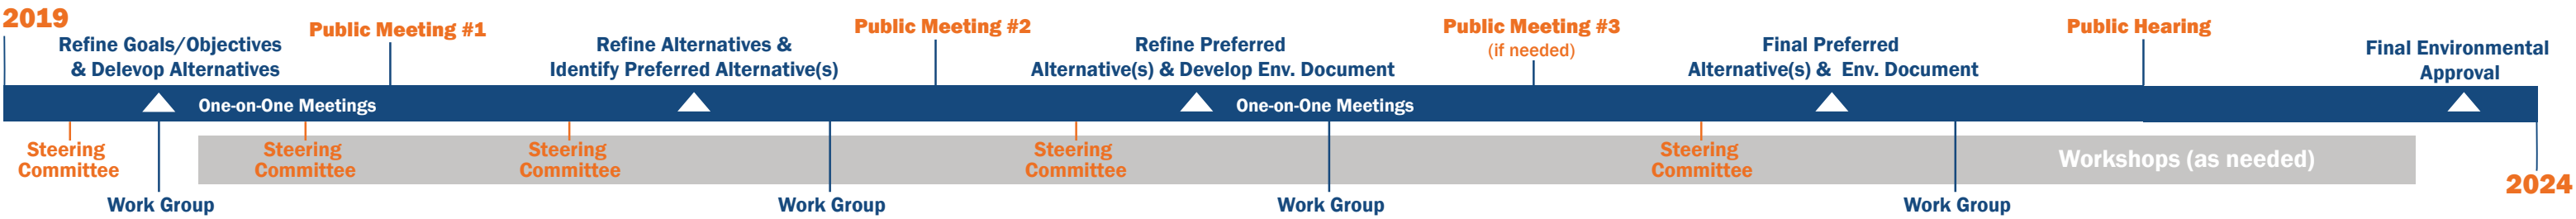 2019
Refine Goals/Objectives
& Delevop Alternatives
Public Meeting #1
Refine Alternatives &
Identify Preferred Alternative(s)
Public Meeting #2
Refine Preferred
Alternative(s) & Develop Env. Document
Public Meeting #3
(if needed)
Final Preferred
Alternative(s) & Env. Document
Public Hearing
Final Environmental
Approval
One-on-One Meetings
One-on-One Meetings
Steering
Committee
Steering
Committee
Steering
Committee
Steering
Committee
Steering
Committee
Workshops (as needed)
2024
Work Group
Work Group
Work Group
Work Group